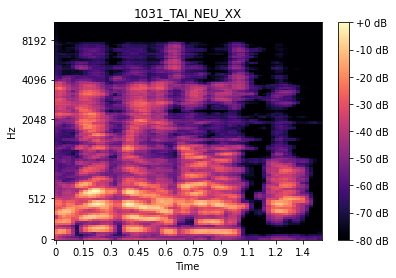 1031_TAI_NEU_XX
8192
4096
2048
1024
512
0
Hz
0 0.15 0.3 0.45 0.6 0.75 0.9 1.1 1.2 1.4
Time
+0 dB
-10 dB
-20 dB
-30 dB
-40 dB
-50 dB
-60 dB
-70 dB
-80 dB